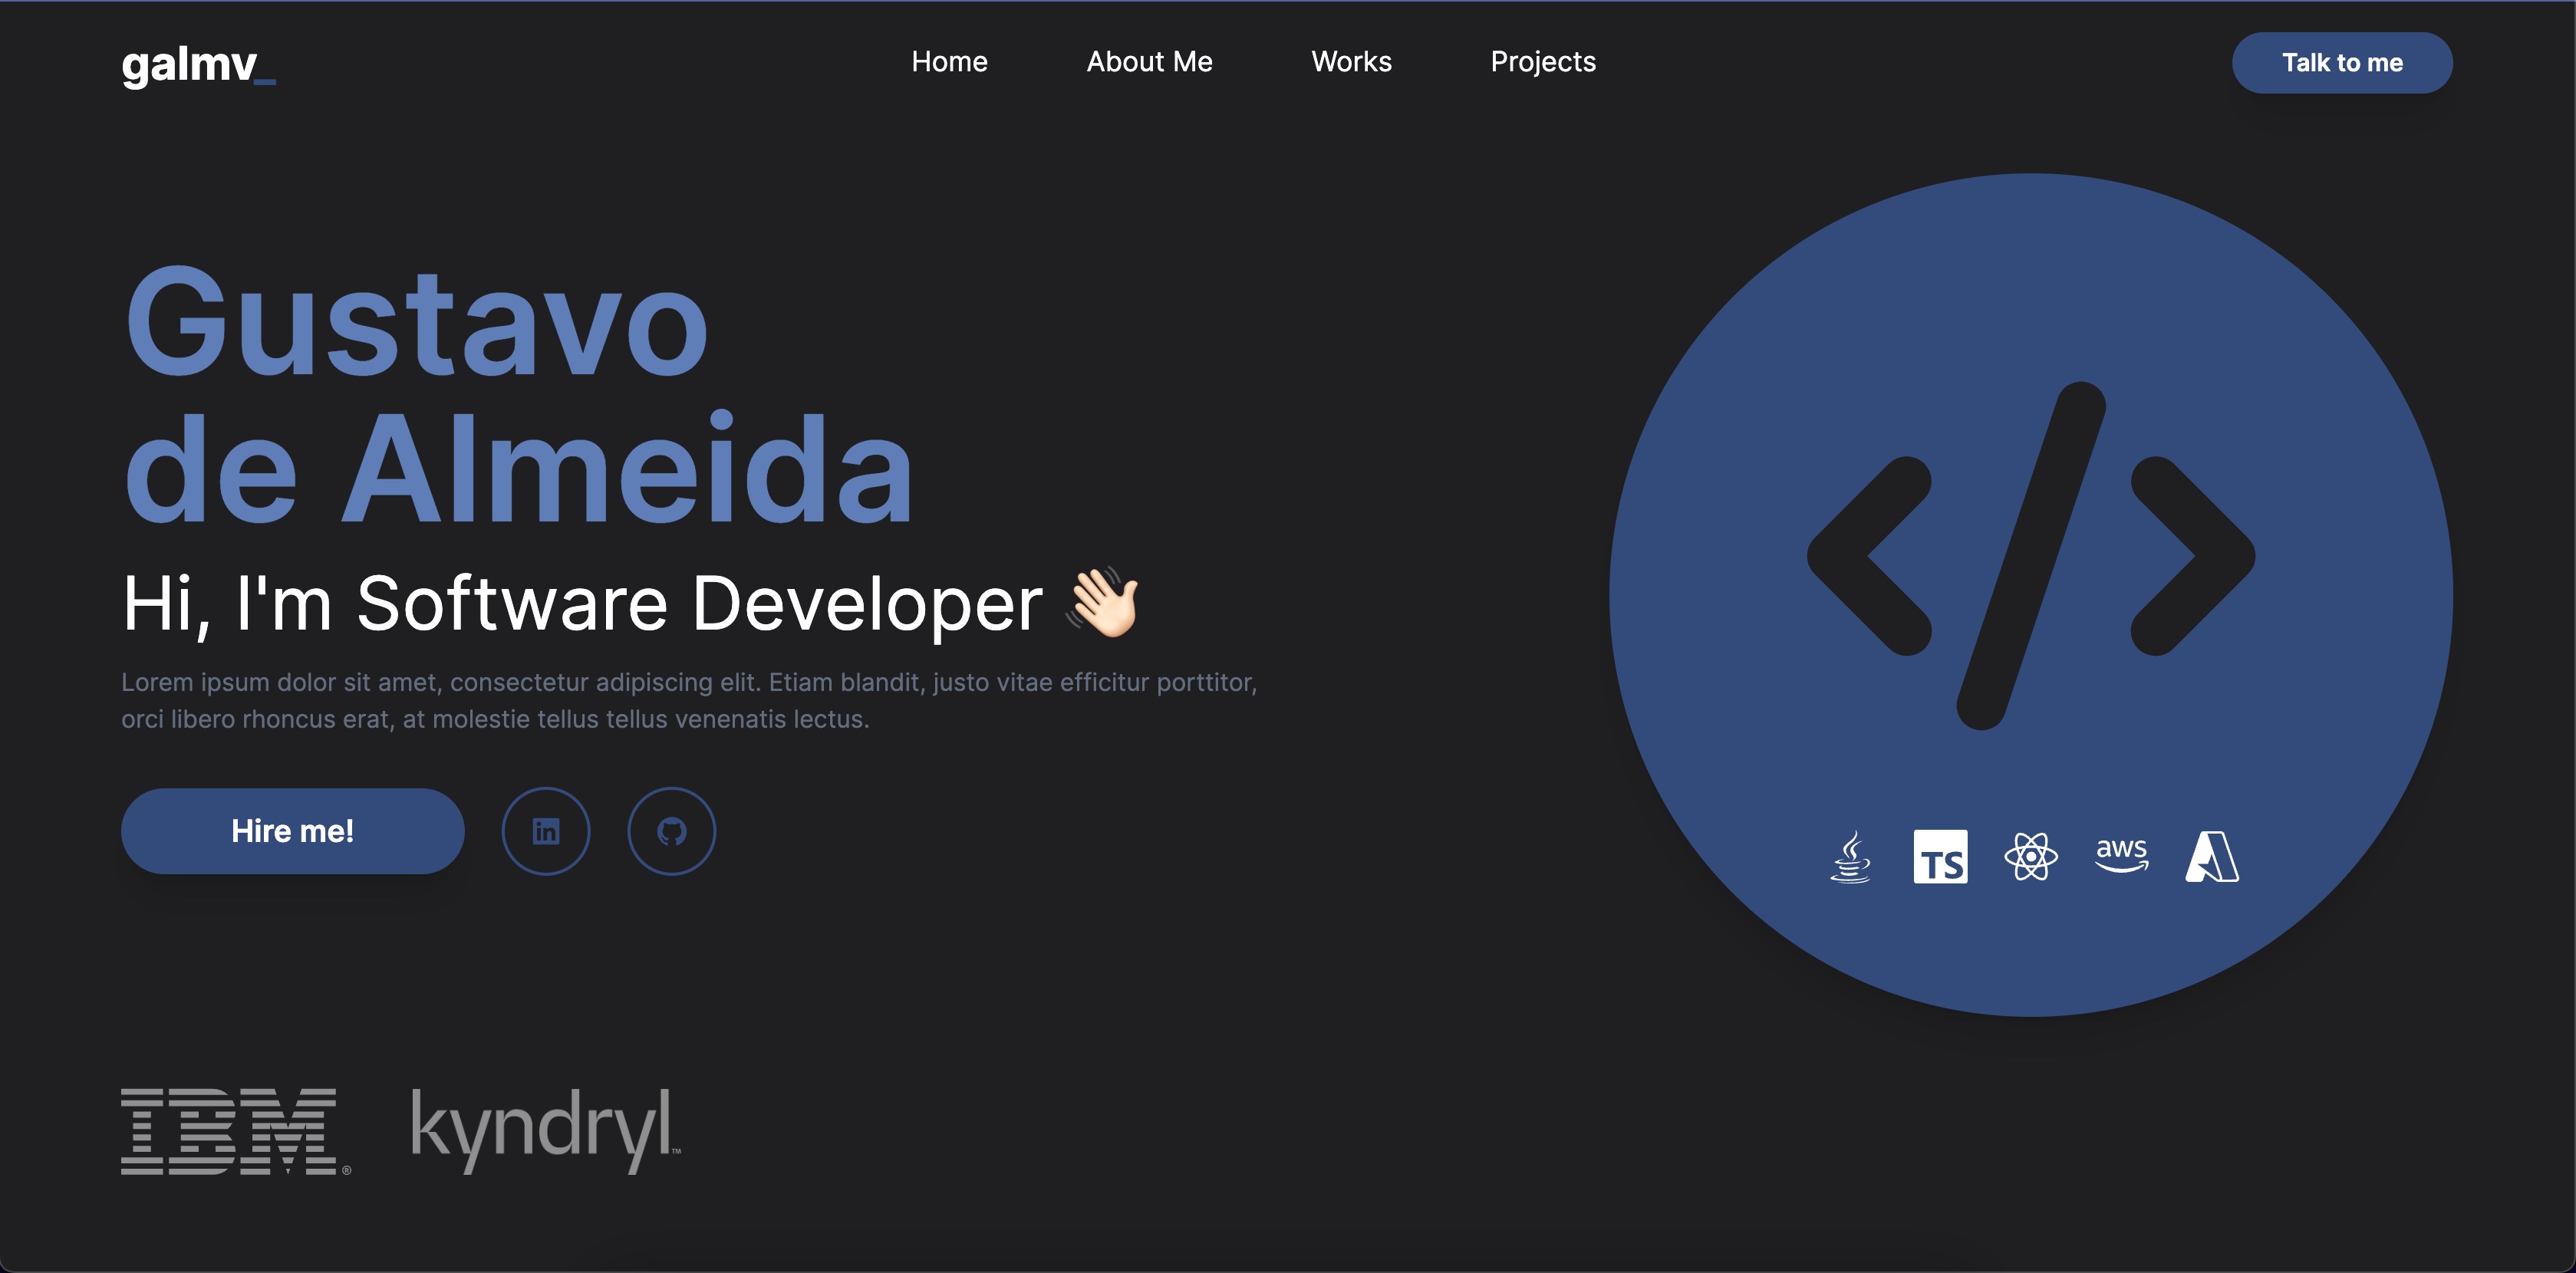 galmv_
Home
About Me
Works
Projects
Talk to me
Gustavo
de Almeida
Hi, I'm Software Developer 👋🏻
Lorem ipsum dolor sit amet, consectetur adipiscing elit. Etiam blandit, justo vitae efficitur porttitor,
orci libero rhoncus erat, at molestie tellus tellus venenatis lectus.
Hire me!
in
TS
aws
IBM®
kyndryl™